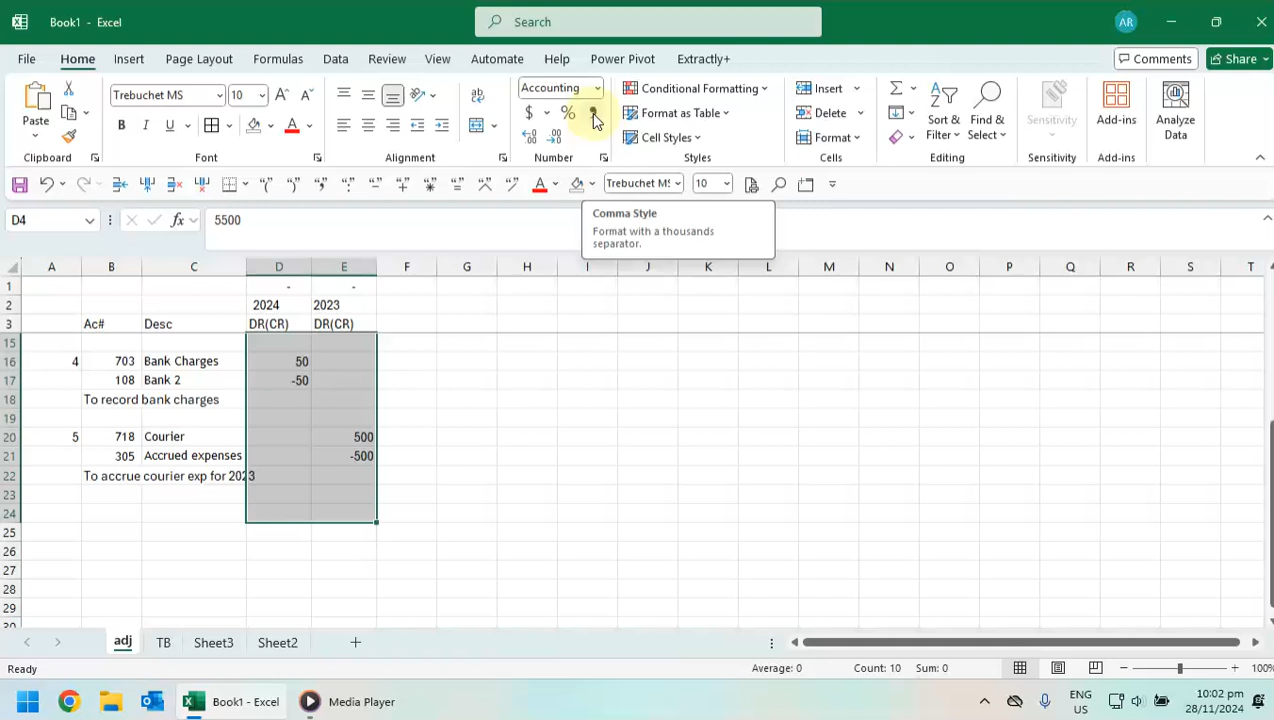 Book1 - Excel
Search
AR
File Home Insert Page Layout Formulas Data Review View Automate Help Power Pivot Extractly+
Comments Share
Paste
Trebuchet MS 10
Accounting
$ %
Conditional Formatting
Format as Table
Cell Styles
Insert
Delete
Format
Sort & Filter
Find & Select
Sensitivity
Add-ins
Analyze Data
Clipboard Font Alignment Number Styles Cells Editing Sensitivity Add-ins
Trebuchet MS 10
D4 fx 5500
Comma Style
Format with a thousands
separator.
A B C D E F G H I J K L M N O P Q R S T
1 - -
2 2024 2023
3 Ac# Desc DR(CR) DR(CR)
15
16 4 703 Bank Charges 50
17 108 Bank 2 -50
18 To record bank charges
19
20 5 718 Courier 500
21 305 Accrued expenses -500
22 To accrue courier exp for 2023
23
24
25
26
27
28
29
30
adj TB Sheet3 Sheet2
Ready Average: 0 Count: 10 Sum: 0 100%
Book1 - Excel Media Player
ENG
US
10:02 pm
28/11/2024